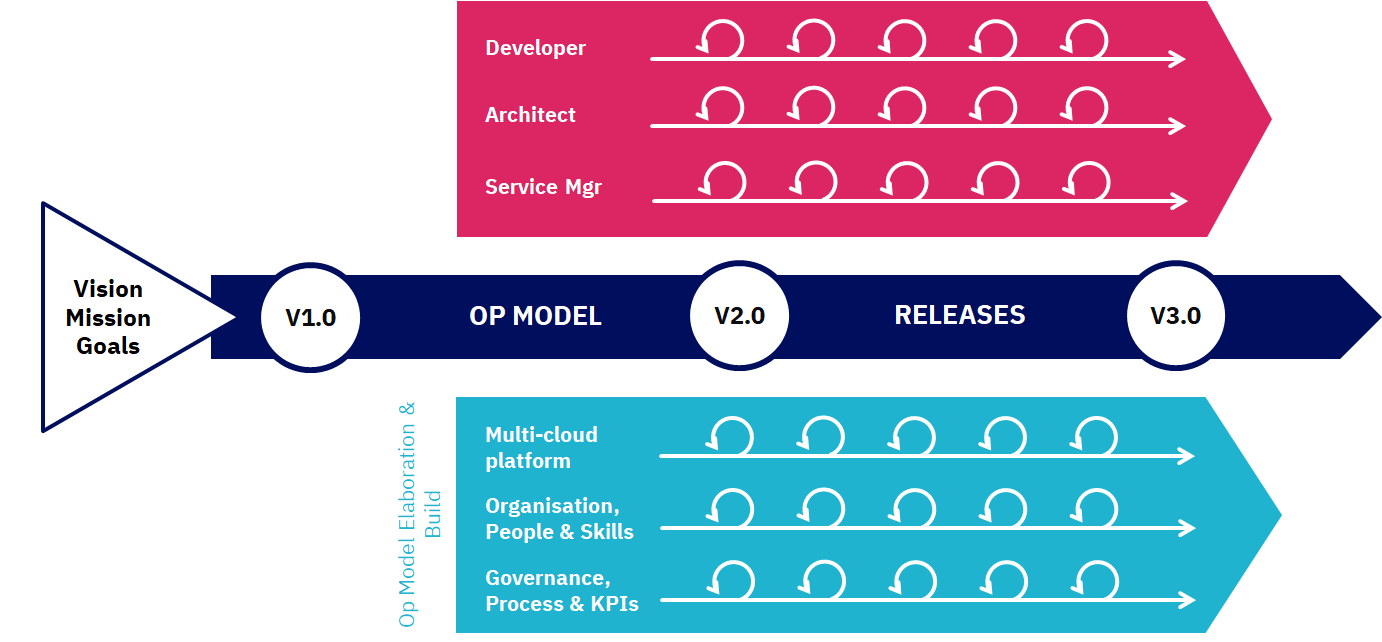 Developer
Architect
Service Mgr
Vision
Mission
Goals
V1.0
OP MODEL
V2.0
RELEASES
V3.0
Op Model Elaboration &
Build
Multi-cloud
platform
Organisation,
People & Skills
Governance,
Process & KPIs